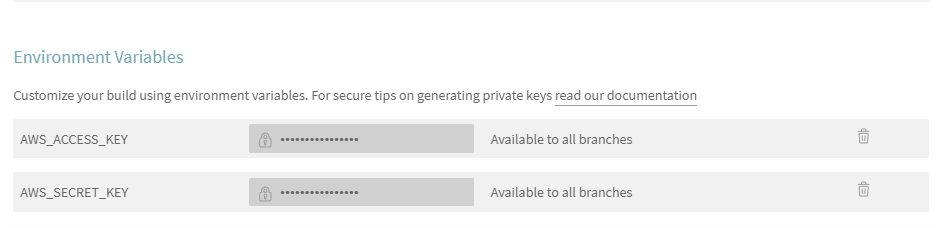 Environment Variables
Customize your build using environment variables. For secure tips on generating private keys read our documentation
AWS_ACCESS_KEY •••••••••••••••• Available to all branches
AWS_SECRET_KEY •••••••••••••••• Available to all branches